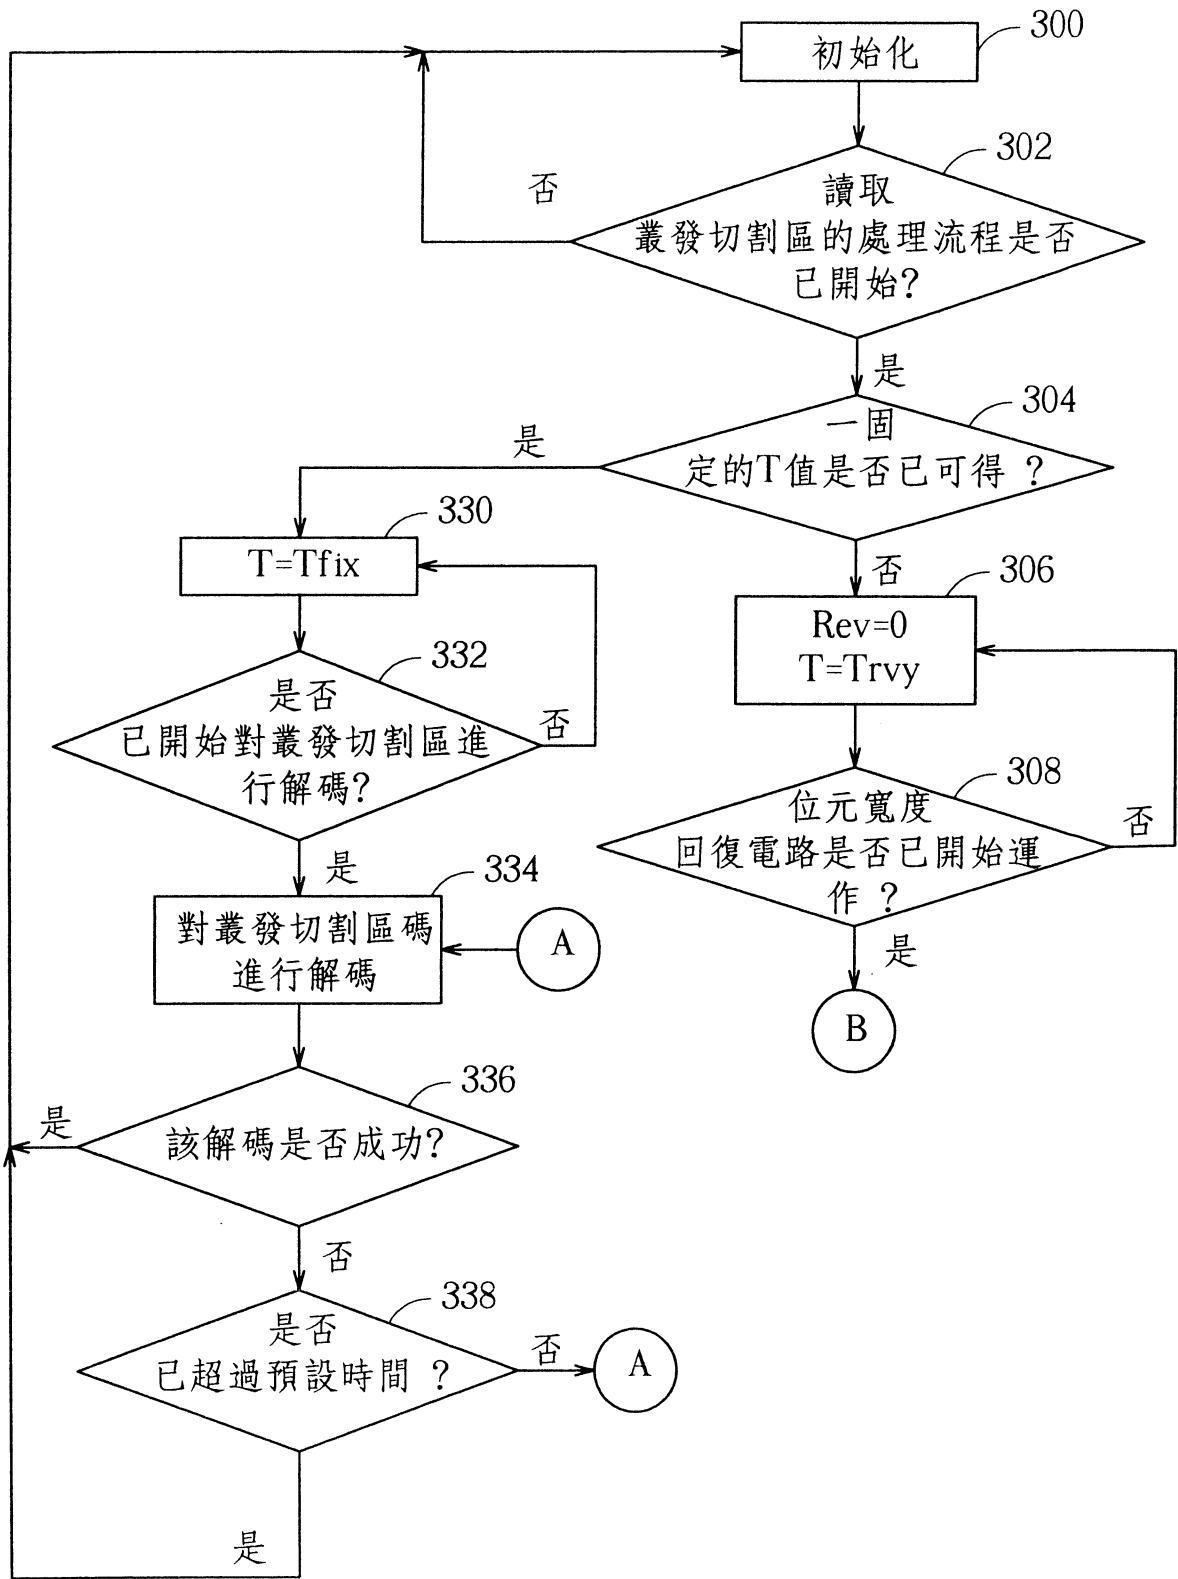 初始化
300
302
讀取
叢發切割區的處理流程是否
已開始?
否
是
304
一固
定的T值是否已可得 ?
是
否
330
T=Tfix
306
Rev=0
T=Trvy
332
是否
已開始對叢發切割區進
行解碼?
否
是
308
位元寬度
回復電路是否已開始運
作 ?
否
是
334
對叢發切割區碼
進行解碼
A
B
336
該解碼是否成功?
是
否
338
是否
已超過預設時間 ?
否
A
是